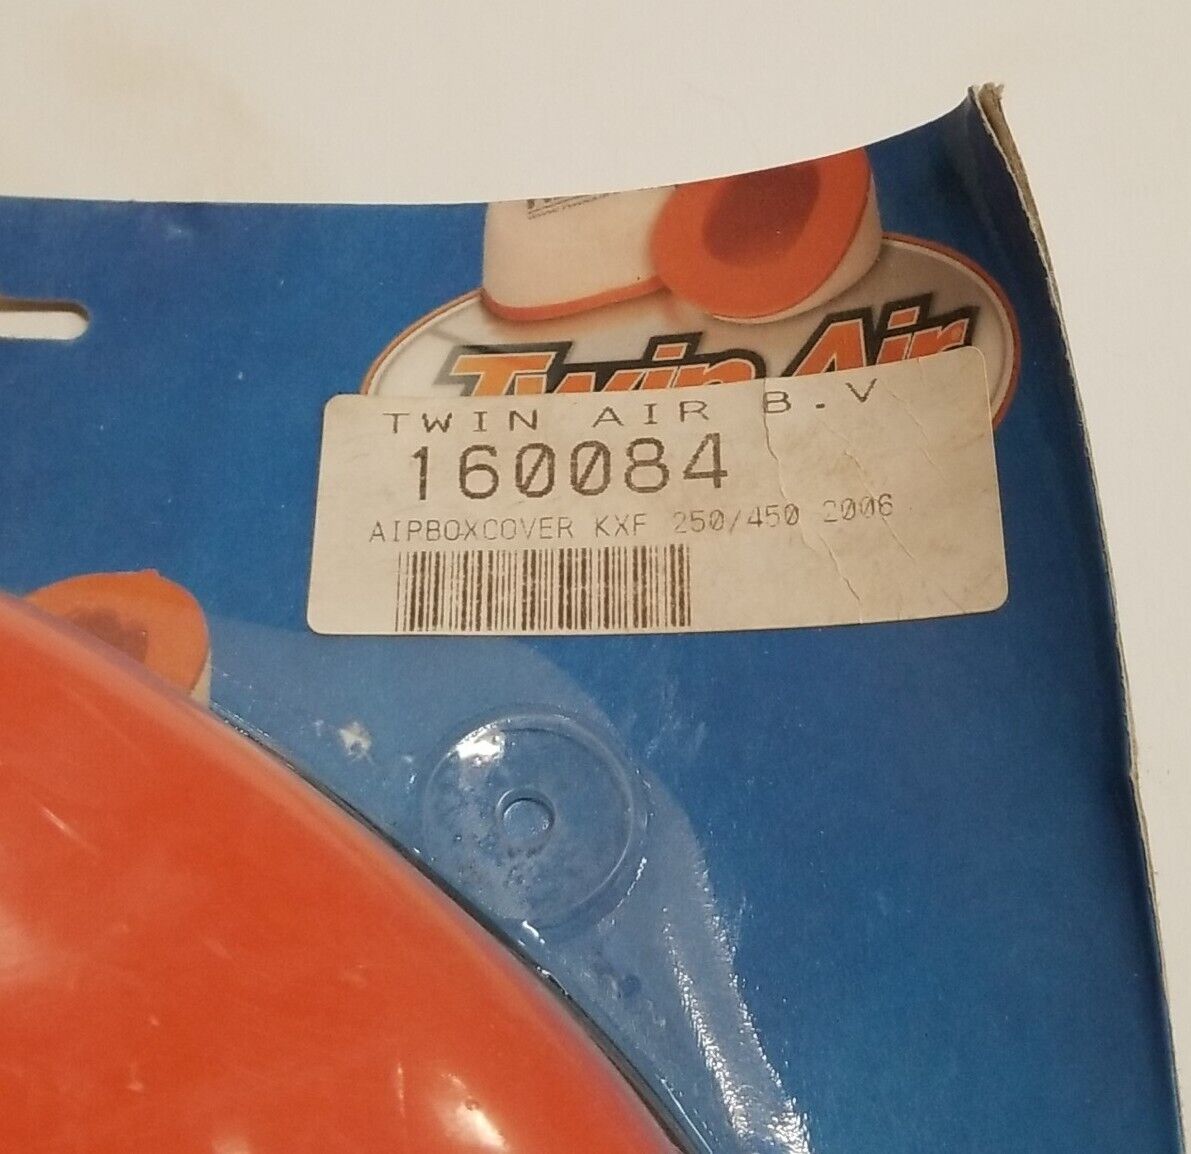 Twin Air
TWIN AIR B.V
160084
AIPBOXCOVER KXF 250/450 2006